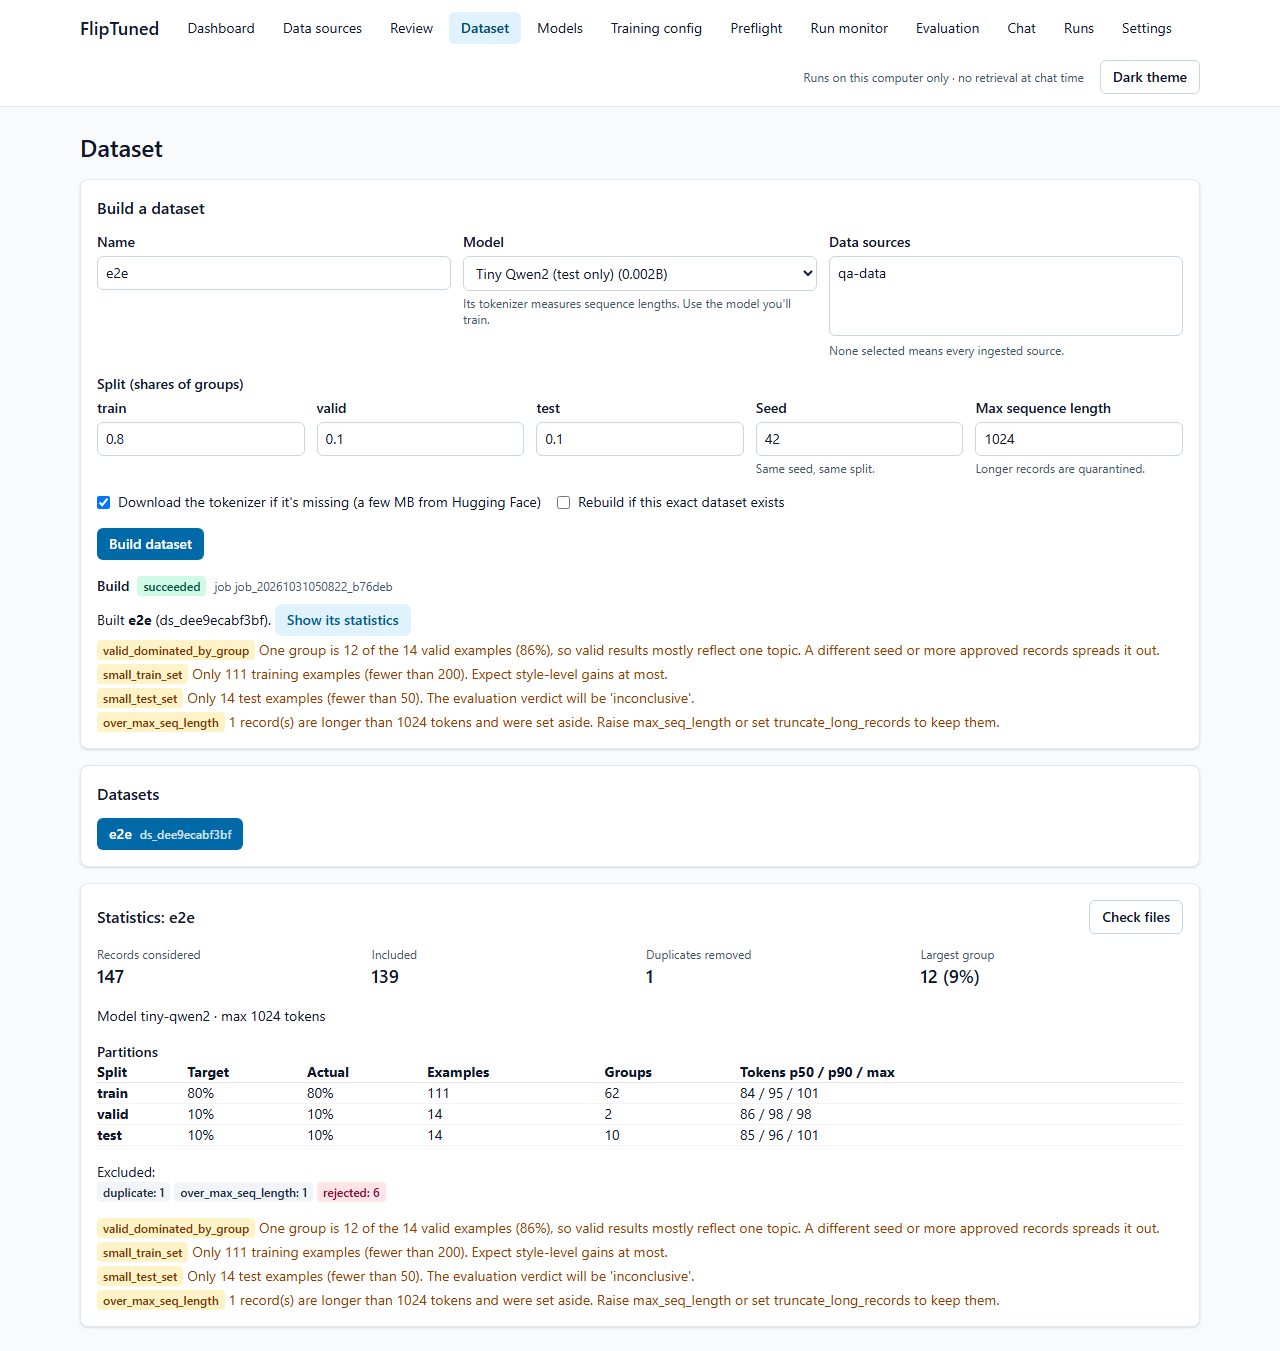 FlipTuned Dashboard Data sources Review Dataset Models Training config Preflight Run monitor Evaluation Chat Runs Settings
Runs on this computer only · no retrieval at chat time Dark theme
Dataset
Build a dataset
Name Model Data sources
e2e Tiny Qwen2 (test only) (0.002B) qa-data
Its tokenizer measures sequence lengths. Use the model you'll
train.
None selected means every ingested source.
Split (shares of groups)
train valid test Seed Max sequence length
0.8 0.1 0.1 42 1024
Same seed, same split. Longer records are quarantined.
Download the tokenizer if it's missing (a few MB from Hugging Face) Rebuild if this exact dataset exists
Build dataset
Build succeeded job job_20261031050822_b76deb
Built e2e (ds_dee9ecabf3bf). Show its statistics
valid_dominated_by_group One group is 12 of the 14 valid examples (86%), so valid results mostly reflect one topic. A different seed or more approved records spreads it out.
small_train_set Only 111 training examples (fewer than 200). Expect style-level gains at most.
small_test_set Only 14 test examples (fewer than 50). The evaluation verdict will be 'inconclusive'.
over_max_seq_length 1 record(s) are longer than 1024 tokens and were set aside. Raise max_seq_length or set truncate_long_records to keep them.
Datasets
e2e ds_dee9ecabf3bf
Statistics: e2e Check files
Records considered Included Duplicates removed Largest group
147 139 1 12 (9%)
Model tiny-qwen2 · max 1024 tokens
Partitions
Split Target Actual Examples Groups Tokens p50 / p90 / max
train 80% 80% 111 62 84 / 95 / 101
valid 10% 10% 14 2 86 / 98 / 98
test 10% 10% 14 10 85 / 96 / 101
Excluded:
duplicate: 1 over_max_seq_length: 1 rejected: 6
valid_dominated_by_group One group is 12 of the 14 valid examples (86%), so valid results mostly reflect one topic. A different seed or more approved records spreads it out.
small_train_set Only 111 training examples (fewer than 200). Expect style-level gains at most.
small_test_set Only 14 test examples (fewer than 50). The evaluation verdict will be 'inconclusive'.
over_max_seq_length 1 record(s) are longer than 1024 tokens and were set aside. Raise max_seq_length or set truncate_long_records to keep them.